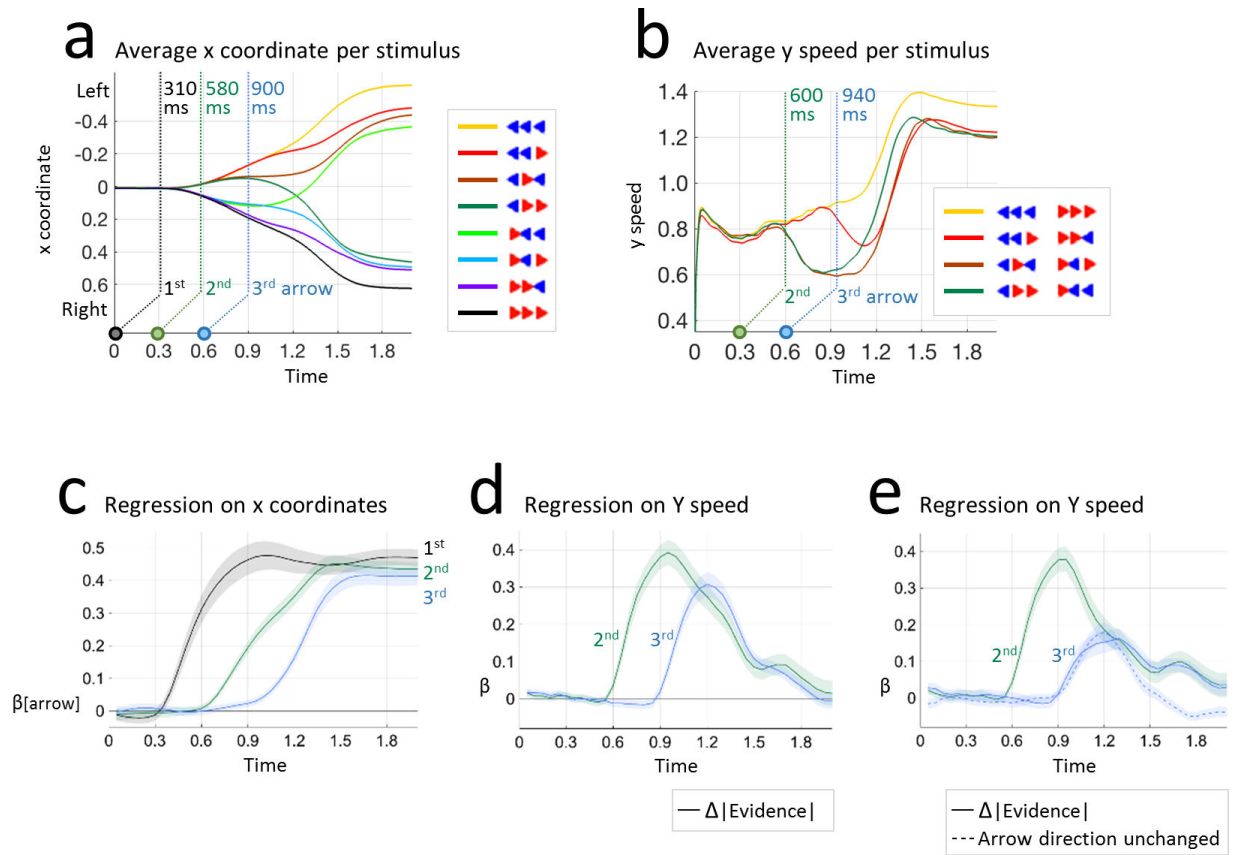 a
Average x coordinate per stimulus
Left
310
ms
580
ms
900
ms
-0.4
-0.2
0
0.2
0.4
0.6
x coordinate
Right
1st
2nd
3rd arrow
0 0.3 0.6 0.9 1.2 1.5 1.8
Time
b
Average y speed per stimulus
1.4
1.2
1.0
0.8
0.6
0.4
y speed
600
ms
940
ms
2nd
3rd arrow
0 0.3 0.6 0.9 1.2 1.5 1.8
Time
c
Regression on x coordinates
0.5
0.4
0.3
0.2
0.1
0
β[arrow]
1st
2nd
3rd
0 0.3 0.6 0.9 1.2 1.5 1.8
Time
d
Regression on Y speed
0.4
0.3
0.2
0.1
0
β
2nd
3rd
0 0.3 0.6 0.9 1.2 1.5 1.8
Time
Δ|Evidence|
e
Regression on Y speed
0.4
0.3
0.2
0.1
0
β
2nd
3rd
0 0.3 0.6 0.9 1.2 1.5 1.8
Time
Δ|Evidence|
Arrow direction unchanged